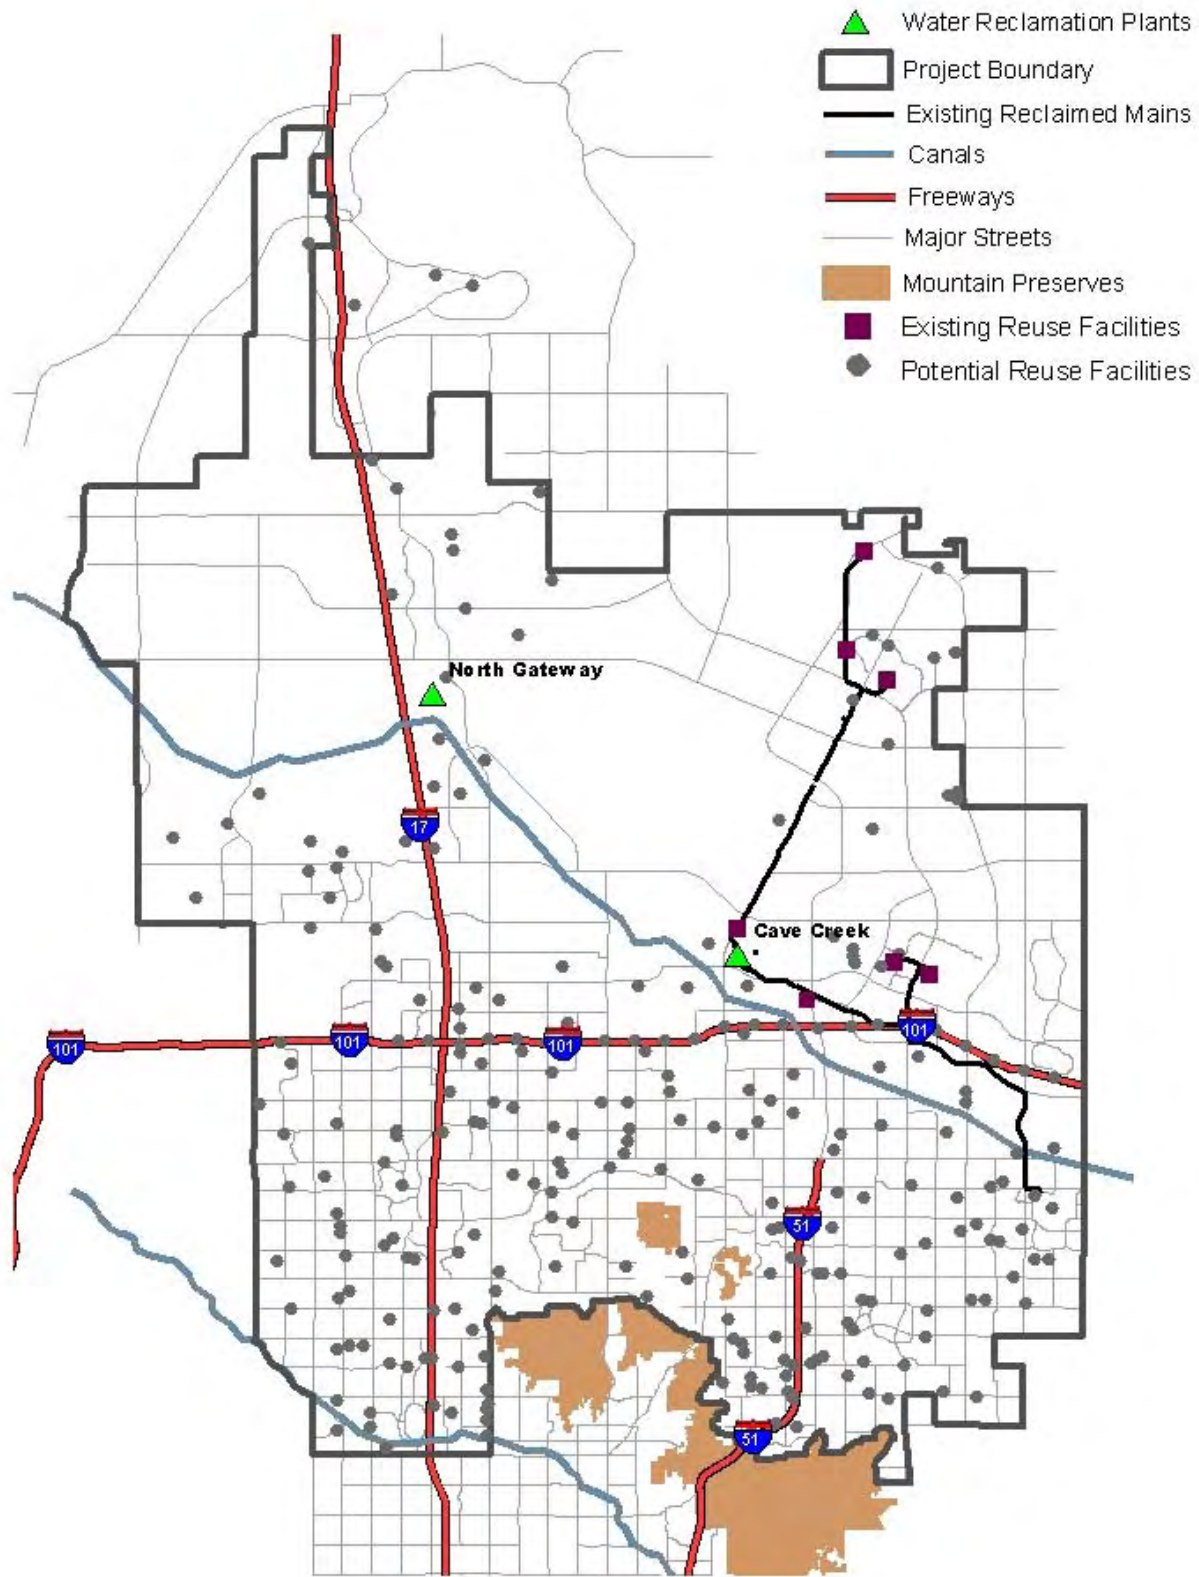 Water Reclamation Plants
Project Boundary
Existing Reclaimed Mains
Canals
Freeways
Major Streets
Mountain Preserves
Existing Reuse Facilities
Potential Reuse Facilities
North Gateway
17
Cave Creek
101
101
101
101
51
51